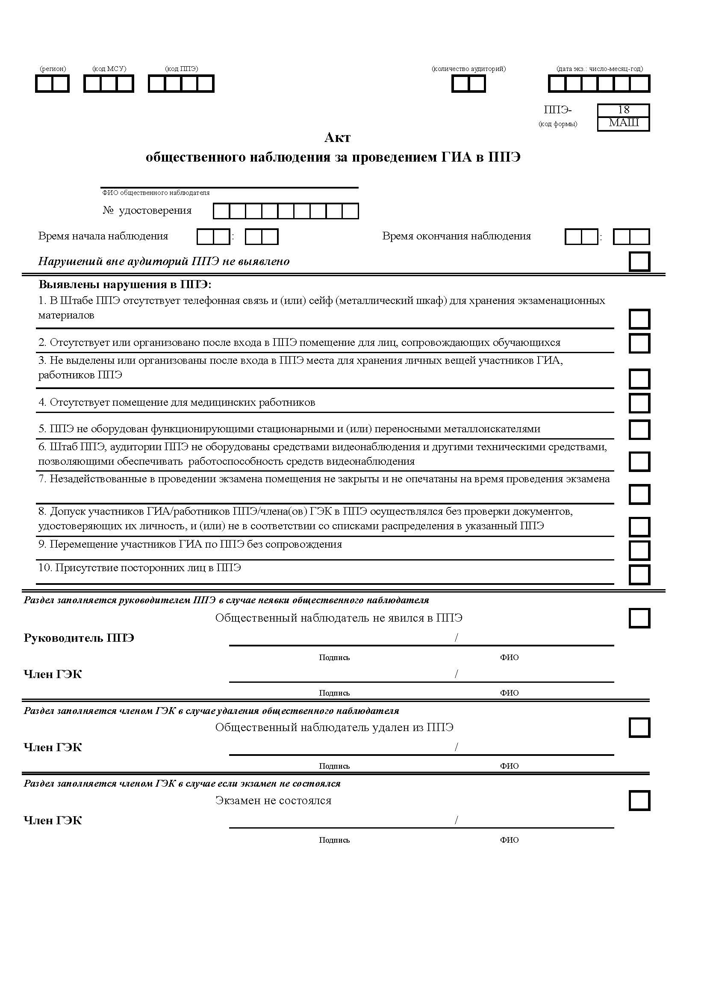 (регион) (код МСУ) (код ППЭ) (количество аудиторий) (дата экз.: число-месяц-год)
ППЭ- 18
(код формы) МАШ
Акт
общественного наблюдения за проведением ГИА в ППЭ
ФИО общественного наблюдателя
№ удостоверения
Время начала наблюдения : Время окончания наблюдения :
Нарушений вне аудиторий ППЭ не выявлено
Выявлены нарушения в ППЭ:
1. В Штабе ППЭ отсутствует телефонная связь и (или) сейф (металлический шкаф) для хранения экзаменационных
материалов
2. Отсутствует или организовано после входа в ППЭ помещение для лиц, сопровождающих обучающихся
3. Не выделены или организованы после входа в ППЭ места для хранения личных вещей участников ГИА,
работников ППЭ
4. Отсутствует помещение для медицинских работников
5. ППЭ не оборудован функционирующими стационарными и (или) переносными металлоискателями
6. Штаб ППЭ, аудитории ППЭ не оборудованы средствами видеонаблюдения и другими техническими средствами,
позволяющими обеспечивать работоспособность средств видеонаблюдения
7. Незадействованные в проведении экзамена помещения не закрыты и не опечатаны на время проведения экзамена
8. Допуск участников ГИА/работников ППЭ/члена(ов) ГЭК в ППЭ осуществлялся без проверки документов,
удостоверяющих их личность, и (или) не в соответствии со списками распределения в указанный ППЭ
9. Перемещение участников ГИА по ППЭ без сопровождения
10. Присутствие посторонних лиц в ППЭ
Раздел заполняется руководителем ППЭ в случае неявки общественного наблюдателя
Общественный наблюдатель не явился в ППЭ
Руководитель ППЭ /
Подпись ФИО
Член ГЭК /
Подпись ФИО
Раздел заполняется членом ГЭК в случае удаления общественного наблюдателя
Общественный наблюдатель удален из ППЭ
Член ГЭК /
Подпись ФИО
Раздел заполняется членом ГЭК в случае если экзамен не состоялся
Экзамен не состоялся
Член ГЭК /
Подпись ФИО